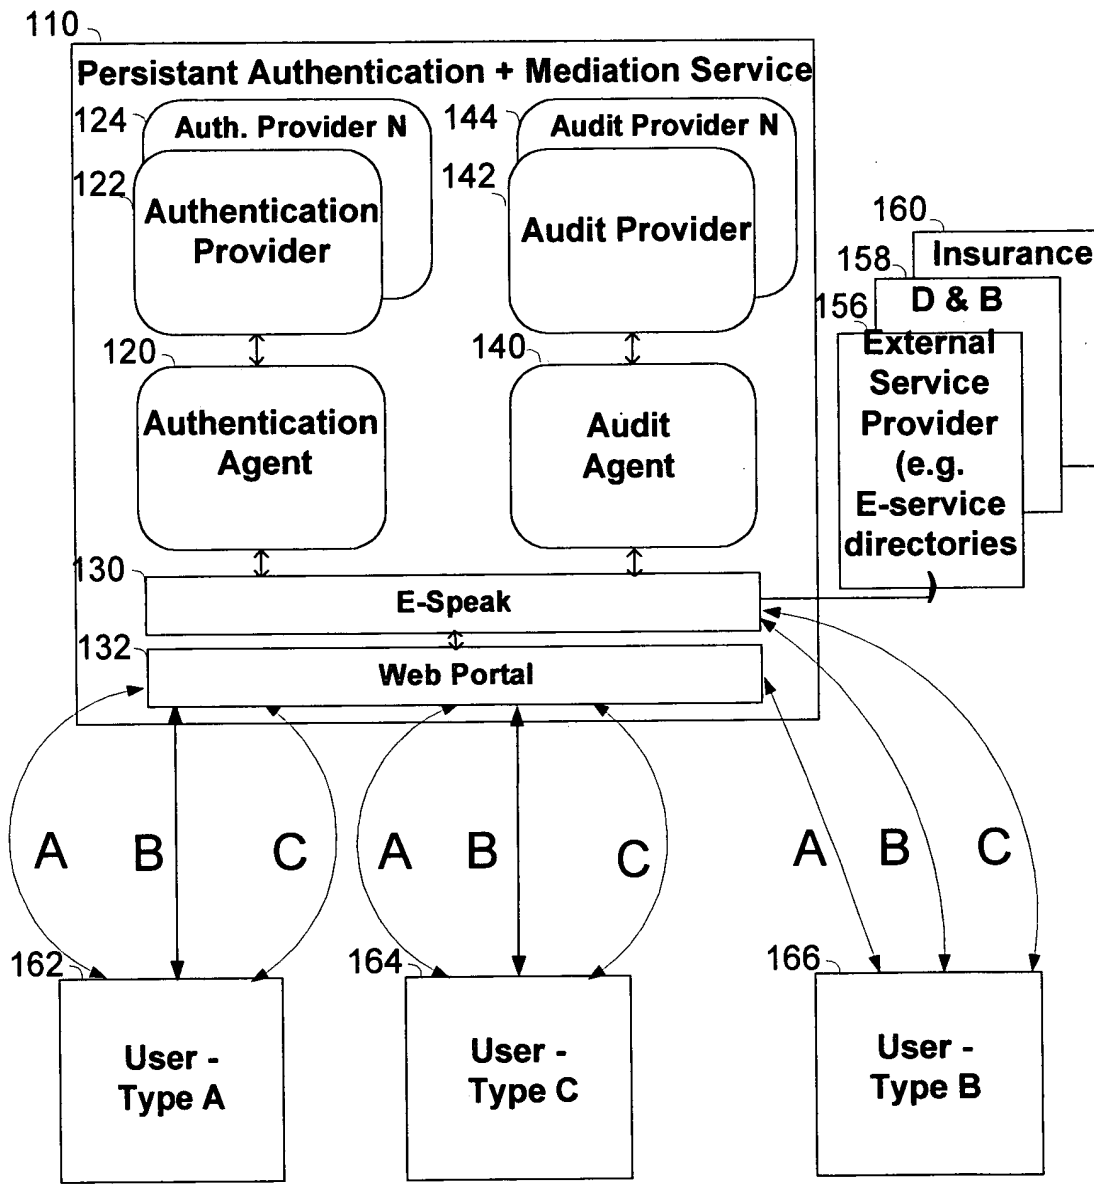 110
Persistant Authentication + Mediation Service
124
Auth. Provider N
144
Audit Provider N
122
Authentication
Provider
142
Audit Provider
160
Insurance
158
D & B
156
External
Service
Provider
(e.g.
E-service
directories
)
120
Authentication
Agent
140
Audit
Agent
130
E-Speak
132
Web Portal
A
B
C
A
B
C
A
B
C
162
User -
Type A
164
User -
Type C
166
User -
Type B